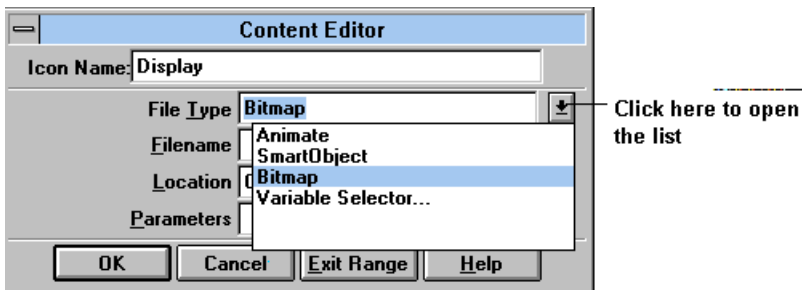 Content Editor
Icon Name: Display
File Type Bitmap
Click here to open
the list
Filename
Animate
SmartObject
Location
Bitmap
Variable Selector...
Parameters
OK Cancel Exit Range Help